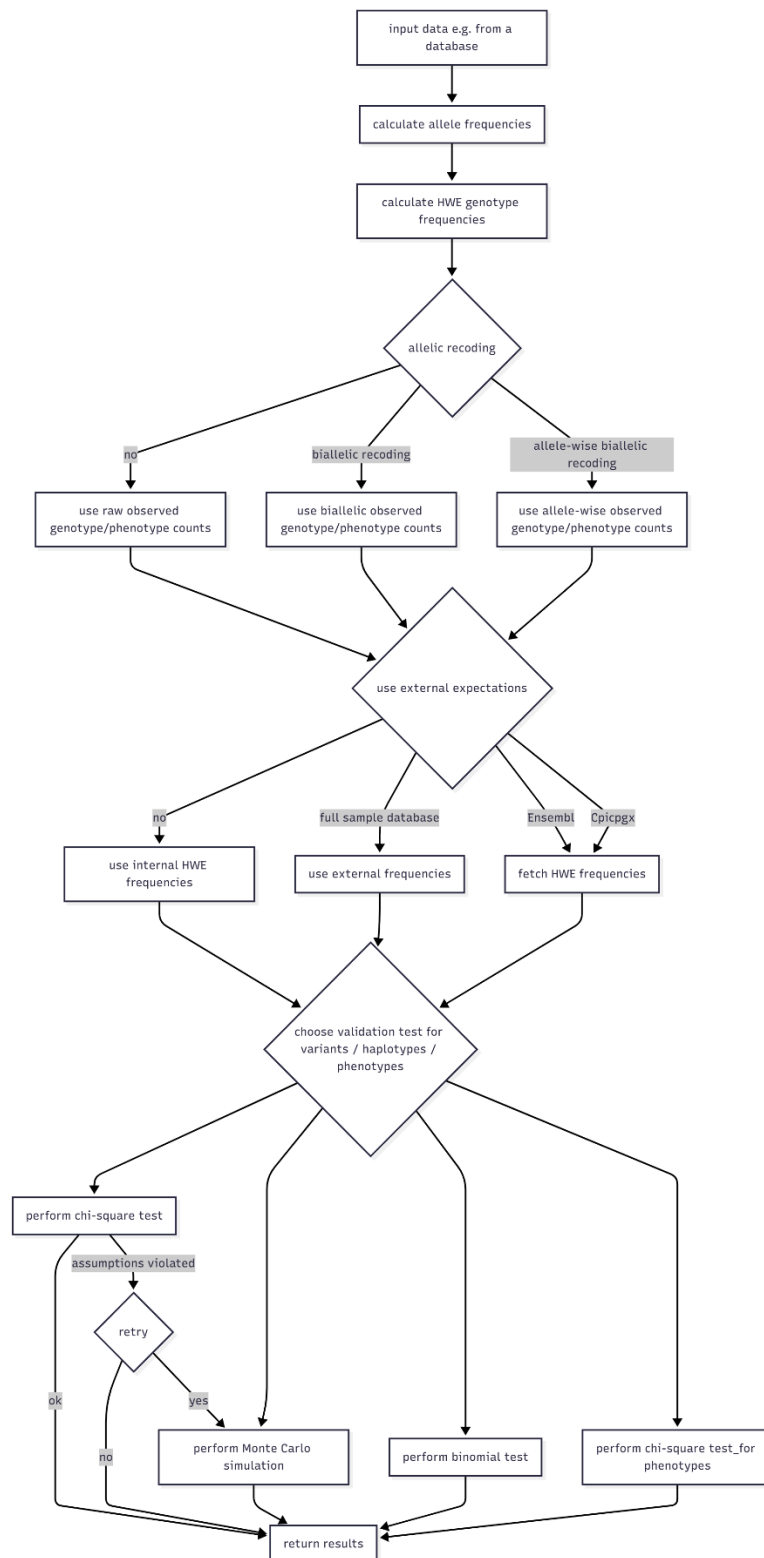 input data e.g. from a
database
calculate allele frequencies
calculate HWE genotype
frequencies
allelic recoding
no
biallelic recoding
allele-wise biallelic
recoding
use raw observed
genotype/phenotype counts
use biallelic observed
genotype/phenotype counts
use allele-wise observed
genotype/phenotype counts
use external expectations
no
full sample database
Ensembl
Cpicpgx
use internal HWE
frequencies
use external frequencies
fetch HWE frequencies
choose validation test for
variants / haplotypes /
phenotypes
perform chi-square test
assumptions violated
retry
ok
yes
no
perform Monte Carlo
simulation
perform binomial test
perform chi-square test_for
phenotypes
return results